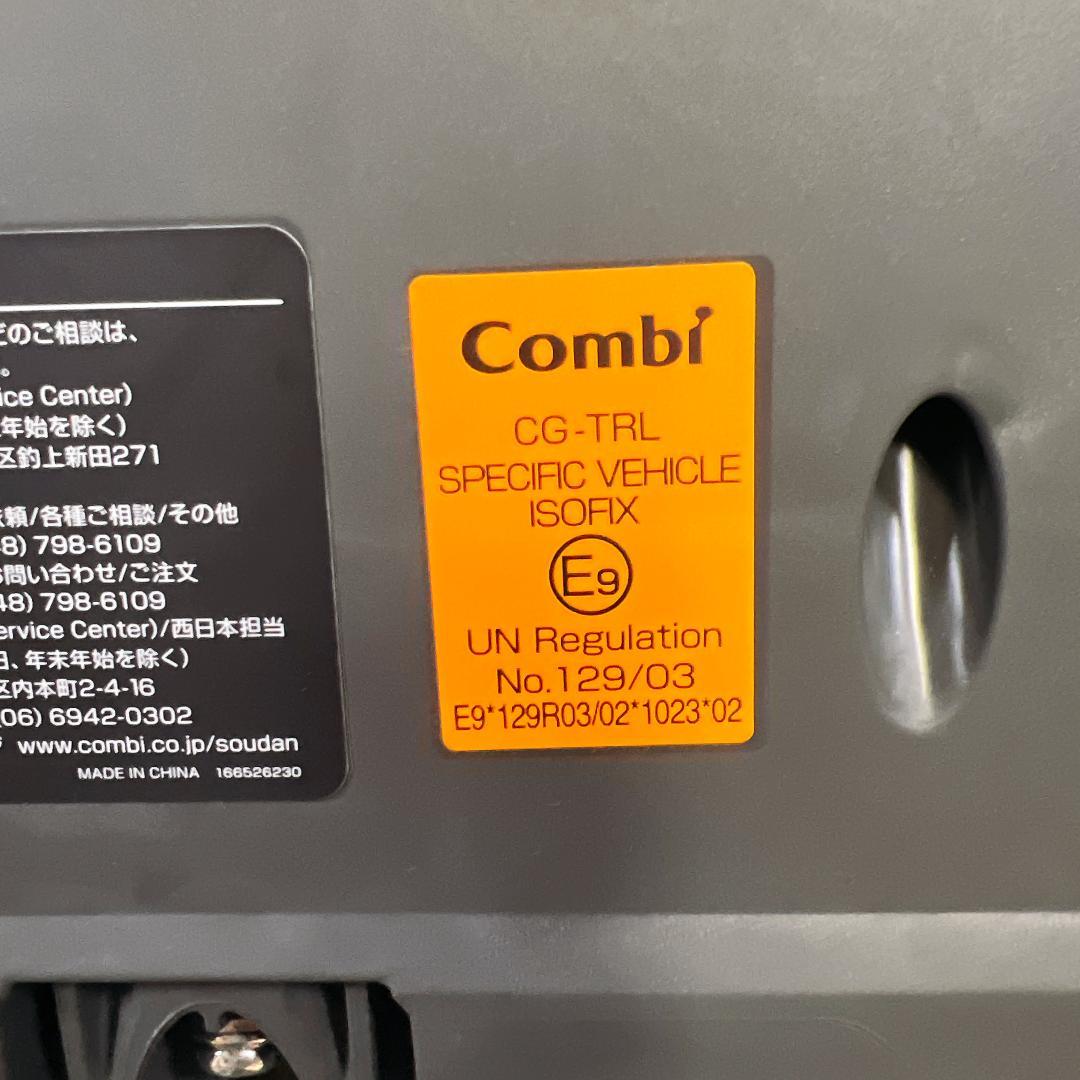 どのご相談は、
。
ice Center)
年始を除く)
区釣上新田271
頼/各種ご相談/その他
8) 798-6109
問い合わせ/ご注文
48) 798-6109
ervice Center)/西日本担当
日、年末年始を除く)
区内本町2-4-16
(06) 6942-0302
www.combi.co.jp/soudan
MADE IN CHINA 166526230
Combi
CG-TRL
SPECIFIC VEHICLE
ISOFIX
E9
UN Regulation
No.129/03
E9*129R03/02*1023*02